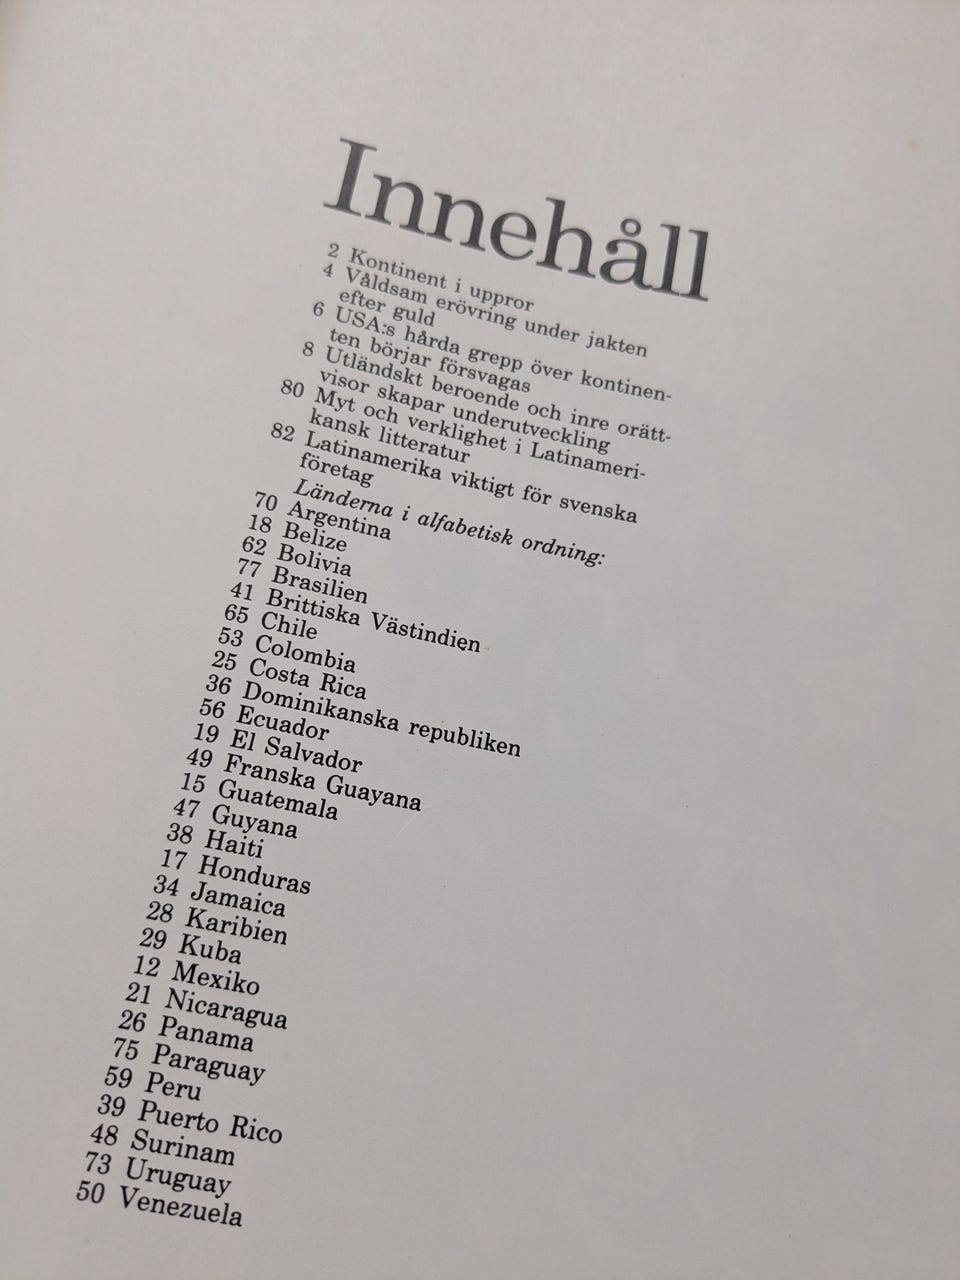 Innehåll
2 Kontinent i uppror
4 Våldsam erövring under jakten
efter guld
6 USA:s hårda grepp över kontinen-
ten börjar försvagas
8 Utländskt beroende och inre orätt-
visor skapar underutveckling
80 Myt och verklighet i Latinameri-
kansk litteratur
82 Latinamerika viktigt för svenska
företag
Länderna i alfabetisk ordning:
70 Argentina
18 Belize
62 Bolivia
77 Brasilien
41 Brittiska Västindien
65 Chile
53 Colombia
25 Costa Rica
36 Dominikanska republiken
56 Ecuador
19 El Salvador
49 Franska Guayana
15 Guatemala
47 Guyana
38 Haiti
17 Honduras
34 Jamaica
28 Karibien
29 Kuba
12 Mexiko
21 Nicaragua
26 Panama
75 Paraguay
59 Peru
39 Puerto Rico
48 Surinam
73 Uruguay
50 Venezuela